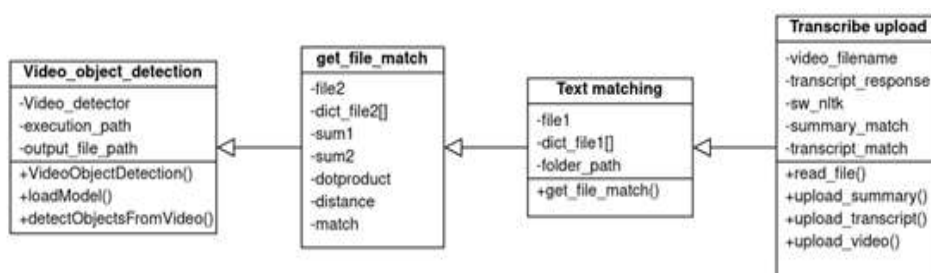 Video_object_detection
-Video_detector
-execution_path
-output_file_path
+VideoObjectDetection()
+loadModel()
+detectObjectsFromVideo()
get_file_match
-file2
-dict_file2[]
-sum1
-sum2
-dotproduct
-distance
-match
Text matching
-file1
-dict_file1[]
-folder_path
+get_file_match()
Transcribe upload
-video_filename
-transcript_response
-sw_nltk
-summary_match
-transcript_match
+read_file()
+upload_summary()
+upload_transcript()
+upload_video()